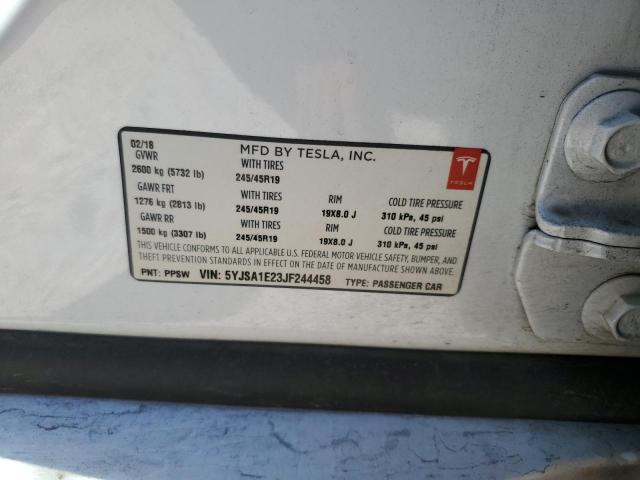 02/18 MFD BY TESLA, INC.
GVWR WITH TIRES
2600 kg (5732 lb) 245/45R19
GAWR FRT WITH TIRES RIM COLD TIRE PRESSURE
1276 kg (2813 lb) 245/45R19 19X8.0 J 310 kPa, 45 psi
GAWR RR WITH TIRES RIM COLD TIRE PRESSURE
1500 kg (3307 lb) 245/45R19 19X8.0 J 310 kPa, 45 psi
THIS VEHICLE CONFORMS TO ALL APPLICABLE U.S. FEDERAL MOTOR VEHICLE SAFETY, BUMPER, AND
THEFT PREVENTION STANDARDS IN EFFECT ON THE DATE OF MANUFACTURE SHOWN ABOVE.
PNT: PPSW VIN: 5YJSA1E23JF244458 TYPE: PASSENGER CAR
TESLA